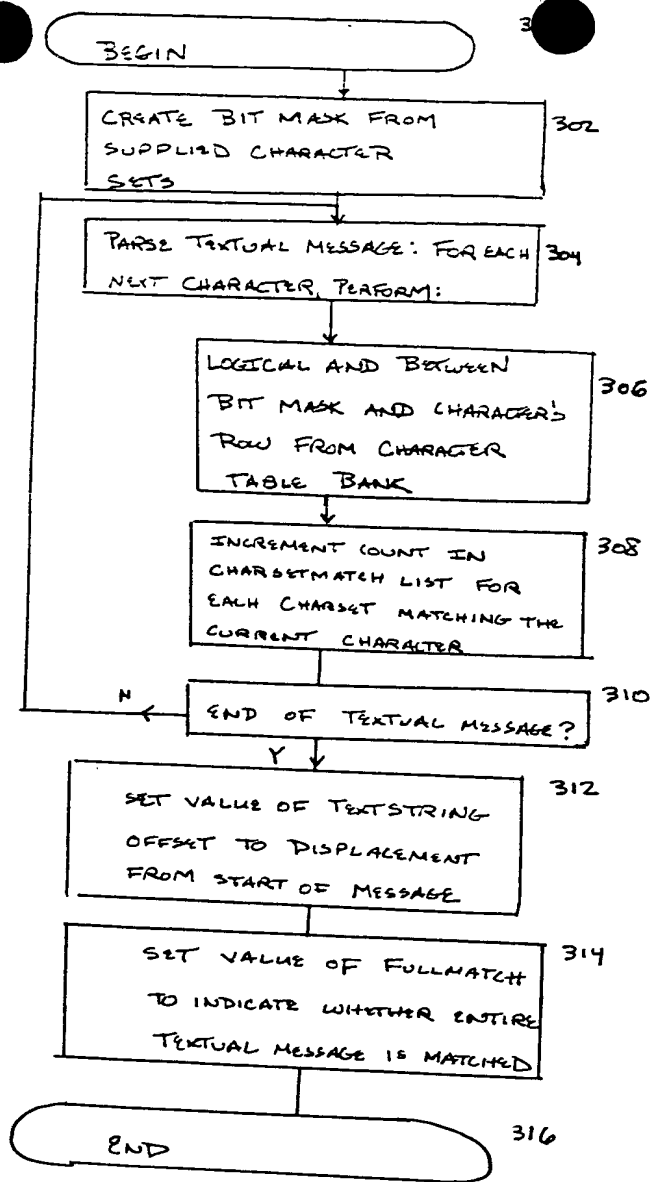 3
BEGIN
CREATE BIT MASK FROM
SUPPLIED CHARACTER
SETS
302
PARSE TEXTUAL MESSAGE: FOR EACH
NEXT CHARACTER, PERFORM:
304
LOGICAL AND BETWEEN
BIT MASK AND CHARACTER'S
ROW FROM CHARACTER
TABLE BANK
306
INCREMENT COUNT IN
CHARSETMATCH LIST FOR
EACH CHARSET MATCHING THE
CURRENT CHARACTER
308
END OF TEXTUAL MESSAGE?
310
N
Y
SET VALUE OF TEXTSTRING
OFFSET TO DISPLACEMENT
FROM START OF MESSAGE
312
SET VALUE OF FULLMATCH
TO INDICATE WHETHER ENTIRE
TEXTUAL MESSAGE IS MATCHED
314
END
316